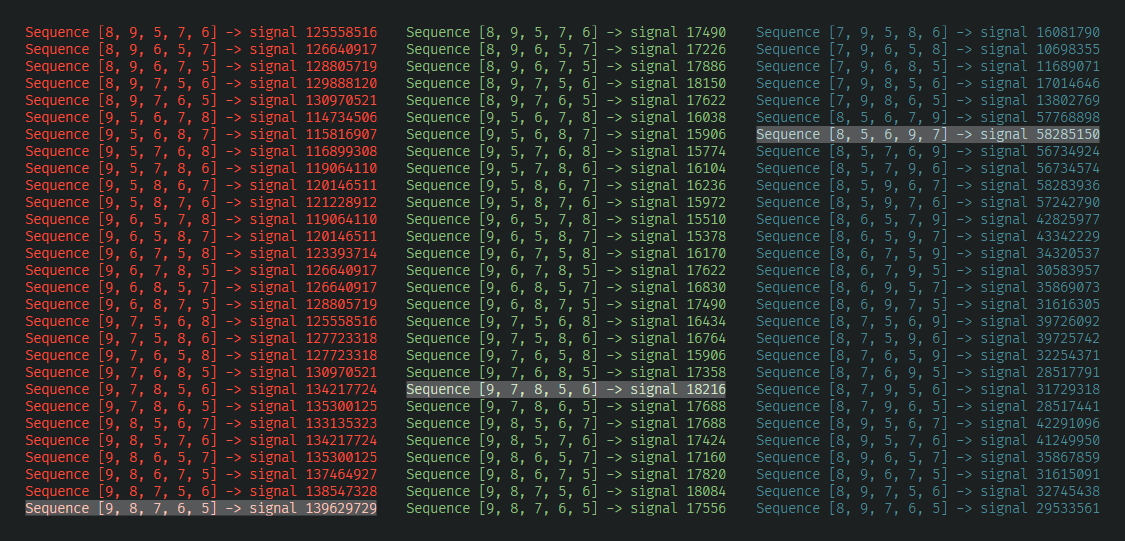 Sequence [8, 9, 5, 7, 6] -> signal 125558516
Sequence [8, 9, 6, 5, 7] -> signal 126640917
Sequence [8, 9, 6, 7, 5] -> signal 128805719
Sequence [8, 9, 7, 5, 6] -> signal 129888120
Sequence [8, 9, 7, 6, 5] -> signal 130970521
Sequence [9, 5, 6, 7, 8] -> signal 114734506
Sequence [9, 5, 6, 8, 7] -> signal 115816907
Sequence [9, 5, 7, 6, 8] -> signal 116899308
Sequence [9, 5, 7, 8, 6] -> signal 119064110
Sequence [9, 5, 8, 6, 7] -> signal 120146511
Sequence [9, 5, 8, 7, 6] -> signal 121228912
Sequence [9, 6, 5, 7, 8] -> signal 119064110
Sequence [9, 6, 5, 8, 7] -> signal 120146511
Sequence [9, 6, 7, 5, 8] -> signal 123393714
Sequence [9, 6, 7, 8, 5] -> signal 126640917
Sequence [9, 6, 8, 5, 7] -> signal 126640917
Sequence [9, 6, 8, 7, 5] -> signal 128805719
Sequence [9, 7, 5, 6, 8] -> signal 125558516
Sequence [9, 7, 5, 8, 6] -> signal 127723318
Sequence [9, 7, 6, 5, 8] -> signal 127723318
Sequence [9, 7, 6, 8, 5] -> signal 130970521
Sequence [9, 7, 8, 5, 6] -> signal 134217724
Sequence [9, 7, 8, 6, 5] -> signal 135300125
Sequence [9, 8, 5, 6, 7] -> signal 133135323
Sequence [9, 8, 5, 7, 6] -> signal 134217724
Sequence [9, 8, 6, 5, 7] -> signal 135300125
Sequence [9, 8, 6, 7, 5] -> signal 137464927
Sequence [9, 8, 7, 5, 6] -> signal 138547328
Sequence [9, 8, 7, 6, 5] -> signal 139629729
Sequence [8, 9, 5, 7, 6] -> signal 17490
Sequence [8, 9, 6, 5, 7] -> signal 17226
Sequence [8, 9, 6, 7, 5] -> signal 17886
Sequence [8, 9, 7, 5, 6] -> signal 18150
Sequence [8, 9, 7, 6, 5] -> signal 17622
Sequence [9, 5, 6, 7, 8] -> signal 16038
Sequence [9, 5, 6, 8, 7] -> signal 15906
Sequence [9, 5, 7, 6, 8] -> signal 15774
Sequence [9, 5, 7, 8, 6] -> signal 16104
Sequence [9, 5, 8, 6, 7] -> signal 16236
Sequence [9, 5, 8, 7, 6] -> signal 15972
Sequence [9, 6, 5, 7, 8] -> signal 15510
Sequence [9, 6, 5, 8, 7] -> signal 15378
Sequence [9, 6, 7, 5, 8] -> signal 16170
Sequence [9, 6, 7, 8, 5] -> signal 17622
Sequence [9, 6, 8, 5, 7] -> signal 16830
Sequence [9, 6, 8, 7, 5] -> signal 17490
Sequence [9, 7, 5, 6, 8] -> signal 16434
Sequence [9, 7, 5, 8, 6] -> signal 16764
Sequence [9, 7, 6, 5, 8] -> signal 15906
Sequence [9, 7, 6, 8, 5] -> signal 17358
Sequence [9, 7, 8, 5, 6] -> signal 18216
Sequence [9, 7, 8, 6, 5] -> signal 17688
Sequence [9, 8, 5, 6, 7] -> signal 17688
Sequence [9, 8, 5, 7, 6] -> signal 17424
Sequence [9, 8, 6, 5, 7] -> signal 17160
Sequence [9, 8, 6, 7, 5] -> signal 17820
Sequence [9, 8, 7, 5, 6] -> signal 18084
Sequence [9, 8, 7, 6, 5] -> signal 17556
Sequence [7, 9, 5, 8, 6] -> signal 16081790
Sequence [7, 9, 6, 5, 8] -> signal 10698355
Sequence [7, 9, 6, 8, 5] -> signal 11689071
Sequence [7, 9, 8, 5, 6] -> signal 17014646
Sequence [7, 9, 8, 6, 5] -> signal 13802769
Sequence [8, 5, 6, 7, 9] -> signal 57768898
Sequence [8, 5, 6, 9, 7] -> signal 58285150
Sequence [8, 5, 7, 6, 9] -> signal 56734924
Sequence [8, 5, 7, 9, 6] -> signal 56734574
Sequence [8, 5, 9, 6, 7] -> signal 58283936
Sequence [8, 5, 9, 7, 6] -> signal 57242790
Sequence [8, 6, 5, 7, 9] -> signal 42825977
Sequence [8, 6, 5, 9, 7] -> signal 43342229
Sequence [8, 6, 7, 5, 9] -> signal 34320537
Sequence [8, 6, 7, 9, 5] -> signal 30583957
Sequence [8, 6, 9, 5, 7] -> signal 35869073
Sequence [8, 6, 9, 7, 5] -> signal 31616305
Sequence [8, 7, 5, 6, 9] -> signal 39726092
Sequence [8, 7, 5, 9, 6] -> signal 39725742
Sequence [8, 7, 6, 5, 9] -> signal 32254371
Sequence [8, 7, 6, 9, 5] -> signal 28517791
Sequence [8, 7, 9, 5, 6] -> signal 31729318
Sequence [8, 7, 9, 6, 5] -> signal 28517441
Sequence [8, 9, 5, 6, 7] -> signal 42291096
Sequence [8, 9, 5, 7, 6] -> signal 41249950
Sequence [8, 9, 6, 5, 7] -> signal 35867859
Sequence [8, 9, 6, 7, 5] -> signal 31615091
Sequence [8, 9, 7, 5, 6] -> signal 32745438
Sequence [8, 9, 7, 6, 5] -> signal 29533561